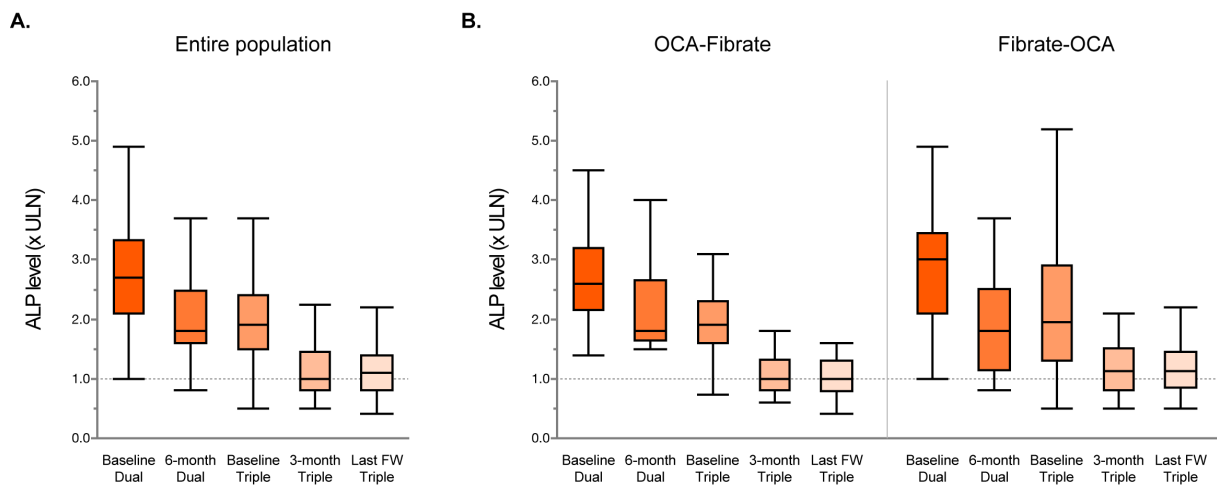 A.
Entire population
ALP level (x ULN)
6.0
5.0
4.0
3.0
2.0
1.0
0.0
Baseline
Dual
6-month
Dual
Baseline
Triple
3-month
Triple
Last FW
Triple
B.
OCA-Fibrate
Fibrate-OCA
ALP level (x ULN)
6.0
5.0
4.0
3.0
2.0
1.0
0.0
Baseline
Dual
6-month
Dual
Baseline
Triple
3-month
Triple
Last FW
Triple
Baseline
Dual
6-month
Dual
Baseline
Triple
3-month
Triple
Last FW
Triple